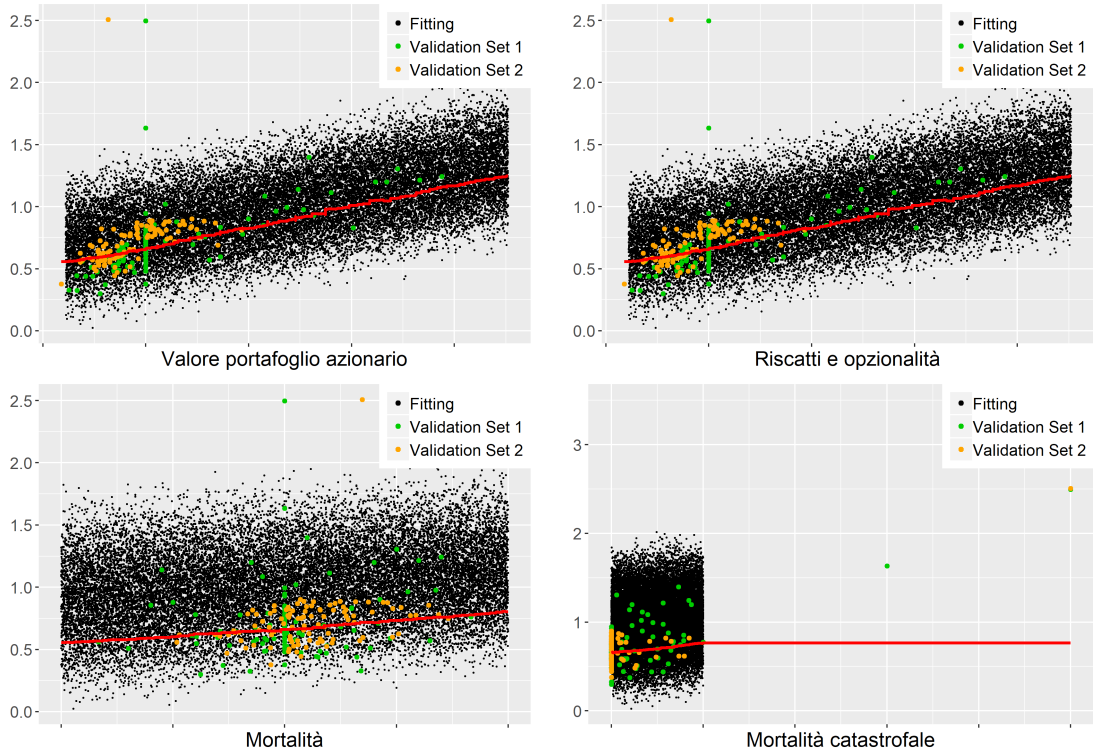 2.5
2.0
1.5
1.0
0.5
0.0
Fitting
Validation Set 1
Validation Set 2
Valore portafoglio azionario
2.5
2.0
1.5
1.0
0.5
0.0
Fitting
Validation Set 1
Validation Set 2
Riscatti e opzionalità
2.5
2.0
1.5
1.0
0.5
0.0
Fitting
Validation Set 1
Validation Set 2
Mortalità
3
2
1
0
Fitting
Validation Set 1
Validation Set 2
Mortalità catastrofale